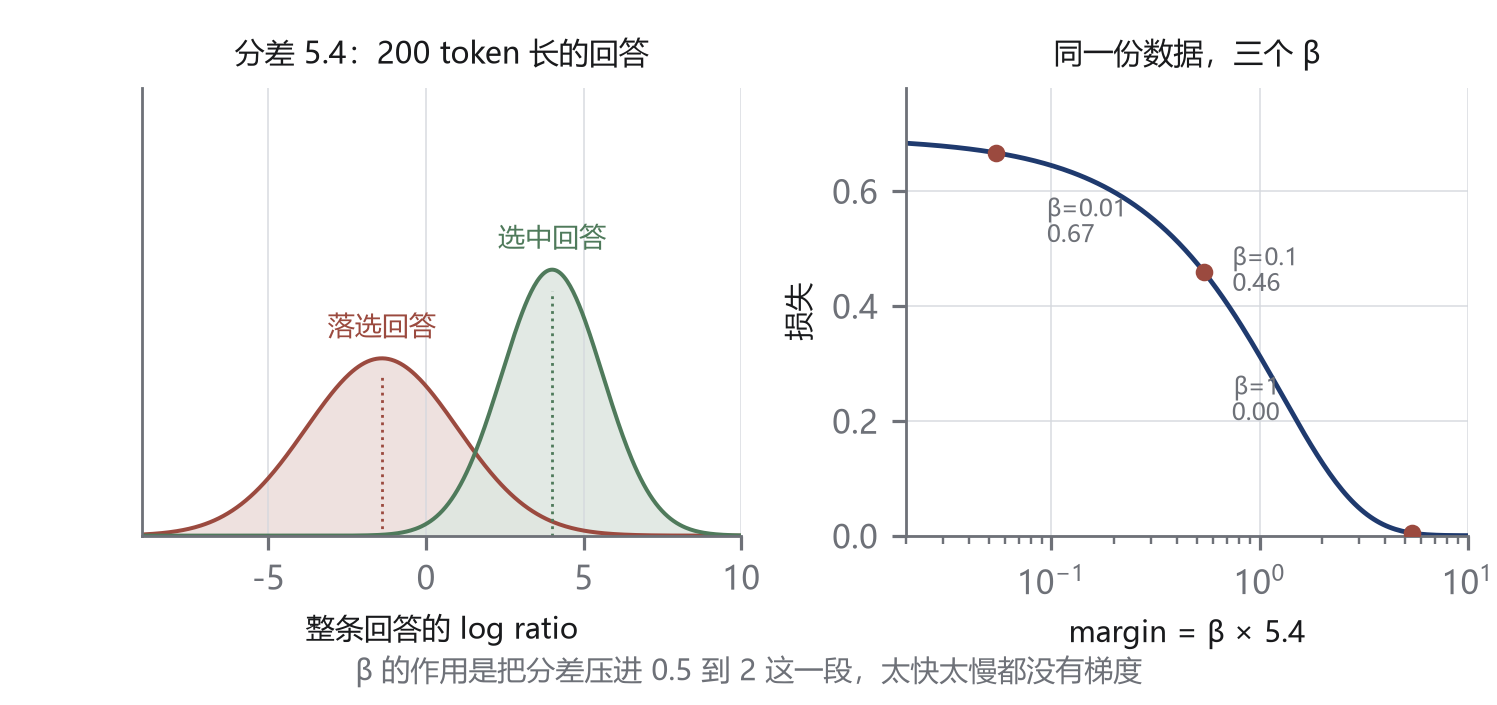 分差 5.4：200 token 长的回答
选中回答
落选回答
-5
0
5
10
整条回答的 log ratio
同一份数据，三个 β
损失
0.6
0.4
0.2
0.0
β=0.01
0.67
β=0.1
0.46
β=1
0.00
10⁻¹
10⁰
10¹
margin = β × 5.4
β 的作用是把分差压进 0.5 到 2 这一段，太快太慢都没有梯度